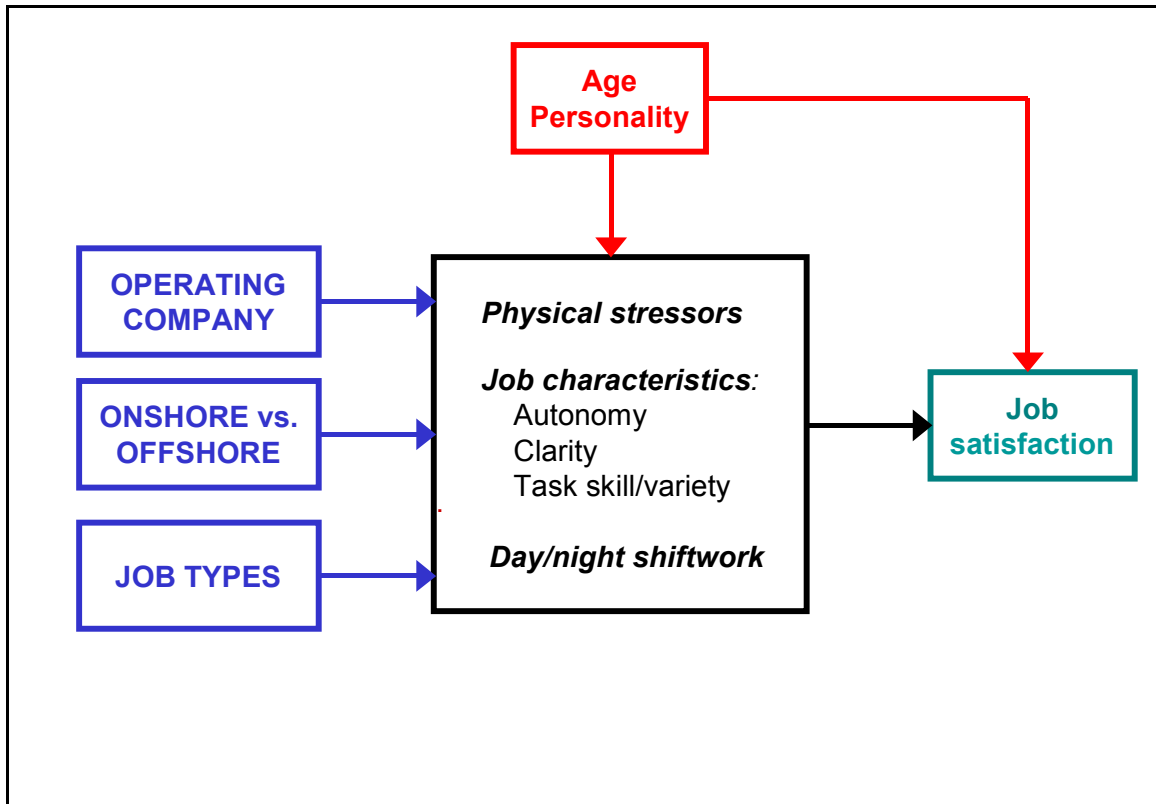 Age
Personality
OPERATING
COMPANY
ONSHORE vs.
OFFSHORE
JOB TYPES
Physical stressors
Job characteristics:
Autonomy
Clarity
Task skill/variety
Day/night shiftwork
Job
satisfaction